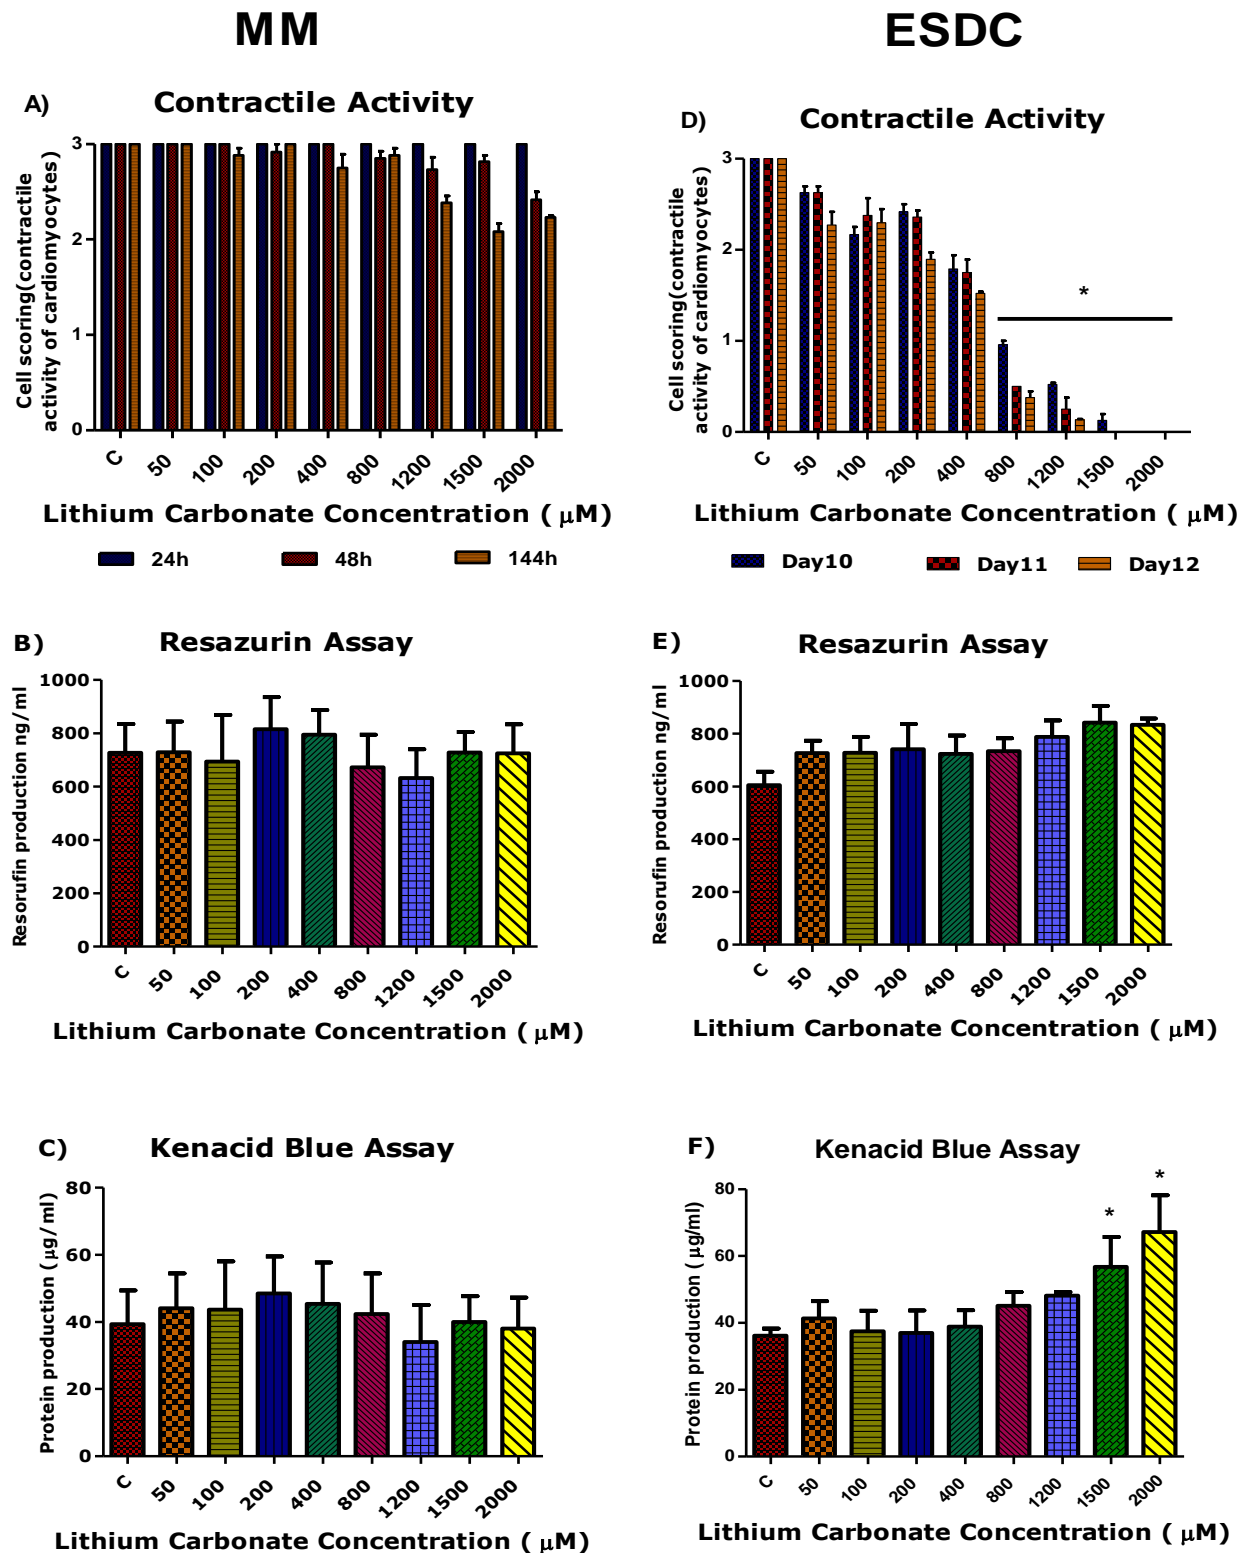 MM
ESDC
A)
Contractile Activity
Cell scoring(contractile
activity of cardiomyocytes)
3
2
1
0
C
50
100
200
400
800
1200
1500
2000
Lithium Carbonate Concentration ( μM)
24h
48h
144h
D)
Contractile Activity
Cell scoring(contractile
activity of cardiomyocytes)
3
2
1
0
*
C
50
100
200
400
800
1200
1500
2000
Lithium Carbonate Concentration ( μM)
Day10
Day11
Day12
B)
Resazurin Assay
Resorufin production ng/ml
1000
800
600
400
200
0
C
50
100
200
400
800
1200
1500
2000
Lithium Carbonate Concentration ( μM)
E)
Resazurin Assay
Resorufin production ng/ml
1000
800
600
400
200
0
C
50
100
200
400
800
1200
1500
2000
Lithium Carbonate Concentration ( μM)
C)
Kenacid Blue Assay
Protein production (μg/ml)
80
60
40
20
0
C
50
100
200
400
800
1200
1500
2000
Lithium Carbonate Concentration ( μM)
F)
Kenacid Blue Assay
Protein production ( μg/ml)
80
60
40
20
0
*
*
C
50
100
200
400
800
1200
1500
2000
Lithium Carbonate Concentration ( μM)